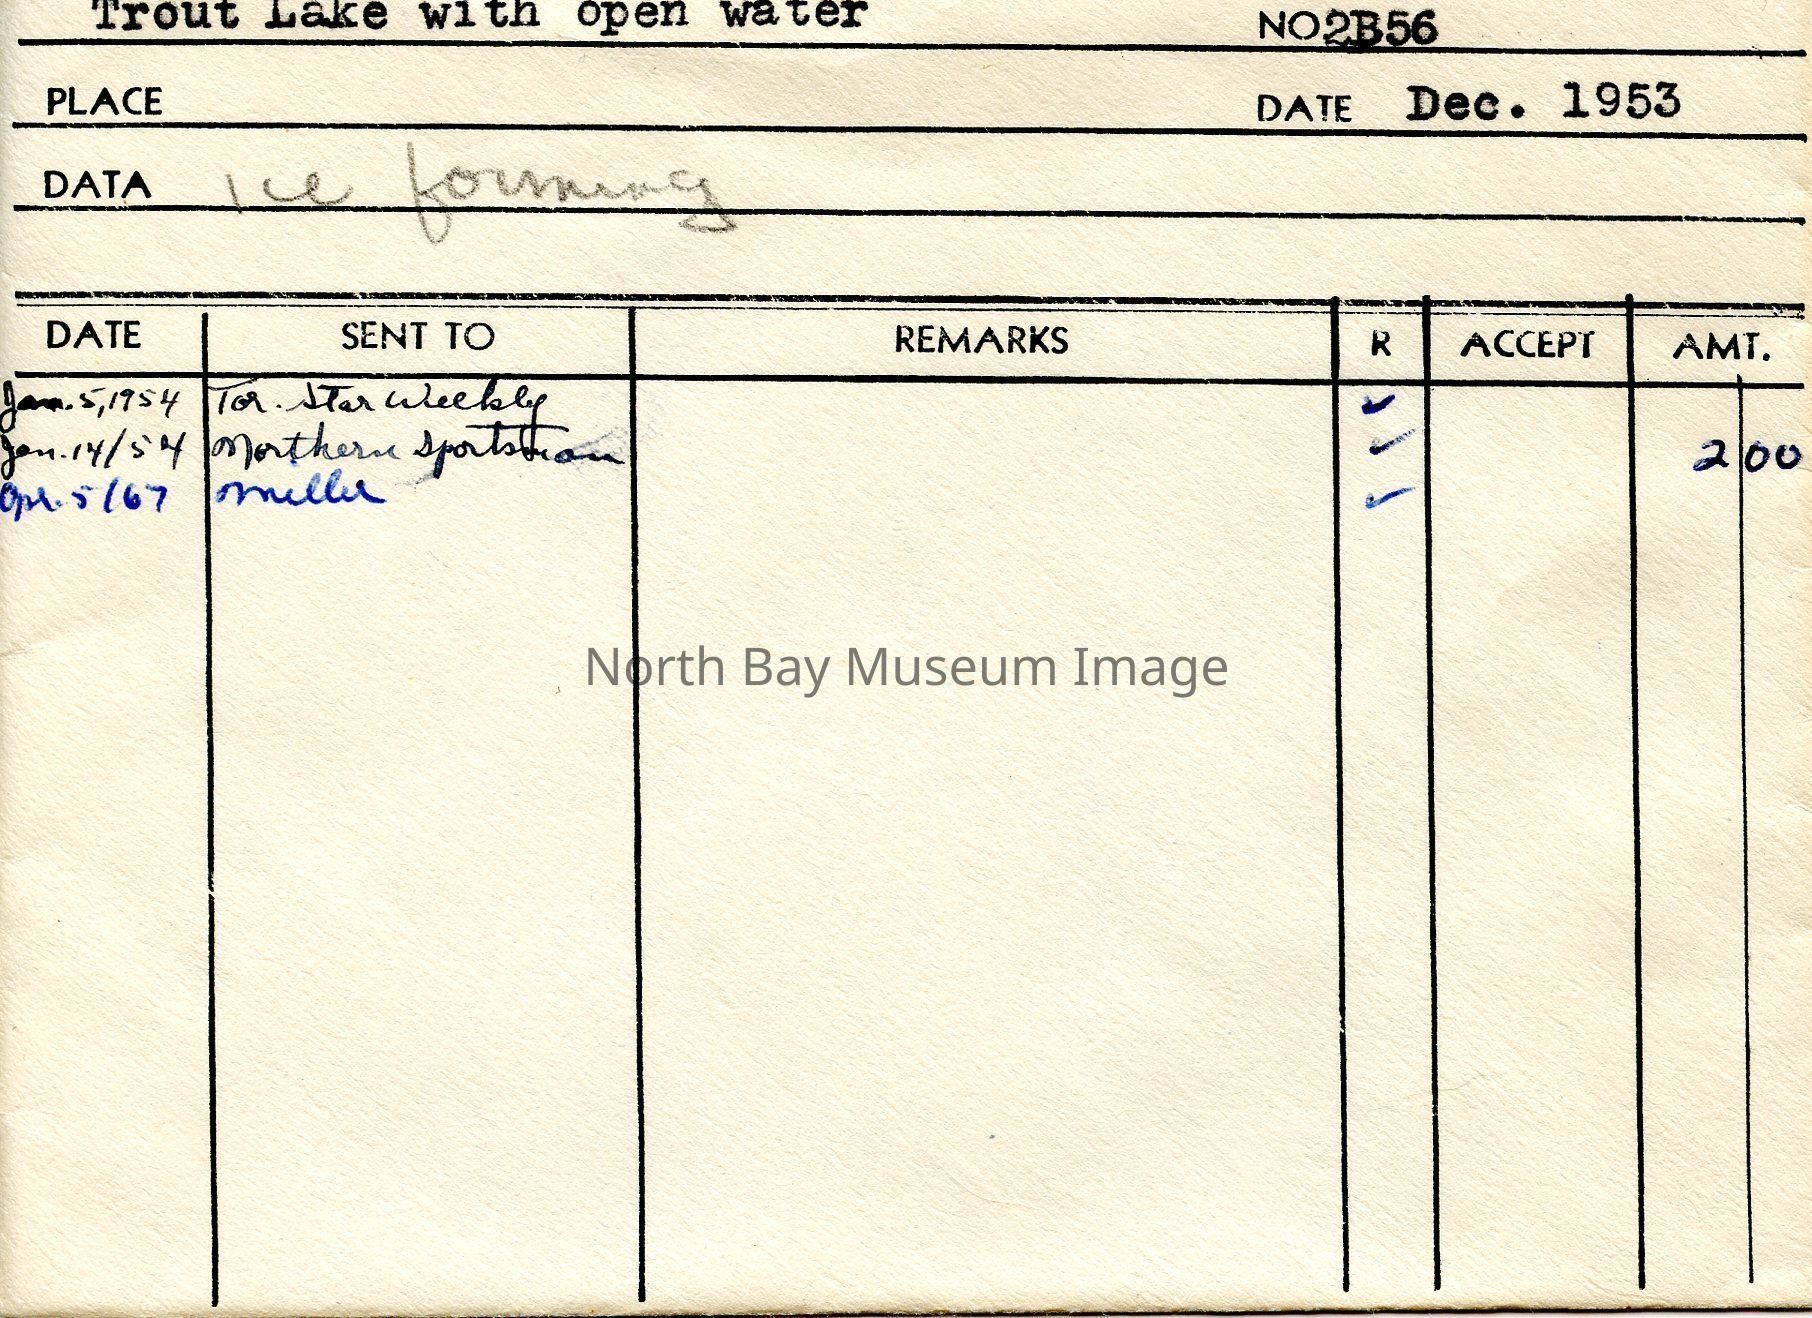 Trout Lake with open water NO2B56
PLACE DATE Dec. 1953
DATA Ice forming
DATE SENT TO REMARKS R ACCEPT AMT.
Jan. 5, 1954 Tor. Star Weekly ✓
Jan. 14/54 Northern Sportsman ✓ 2 00
Apr. 5/67 Miller ✓
North Bay Museum Image